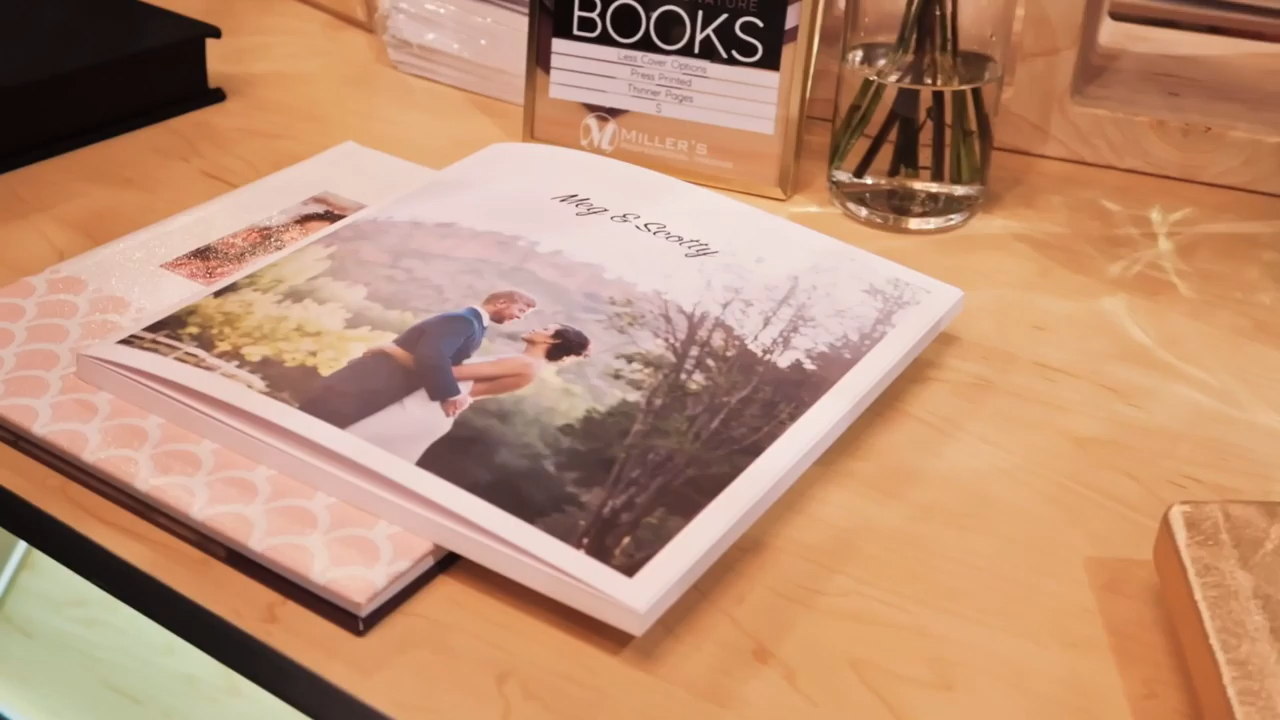 BOOKS
Less Cover Options
Press Printed
Thinner Pages
$
M MILLER'S
Meg & Scotty